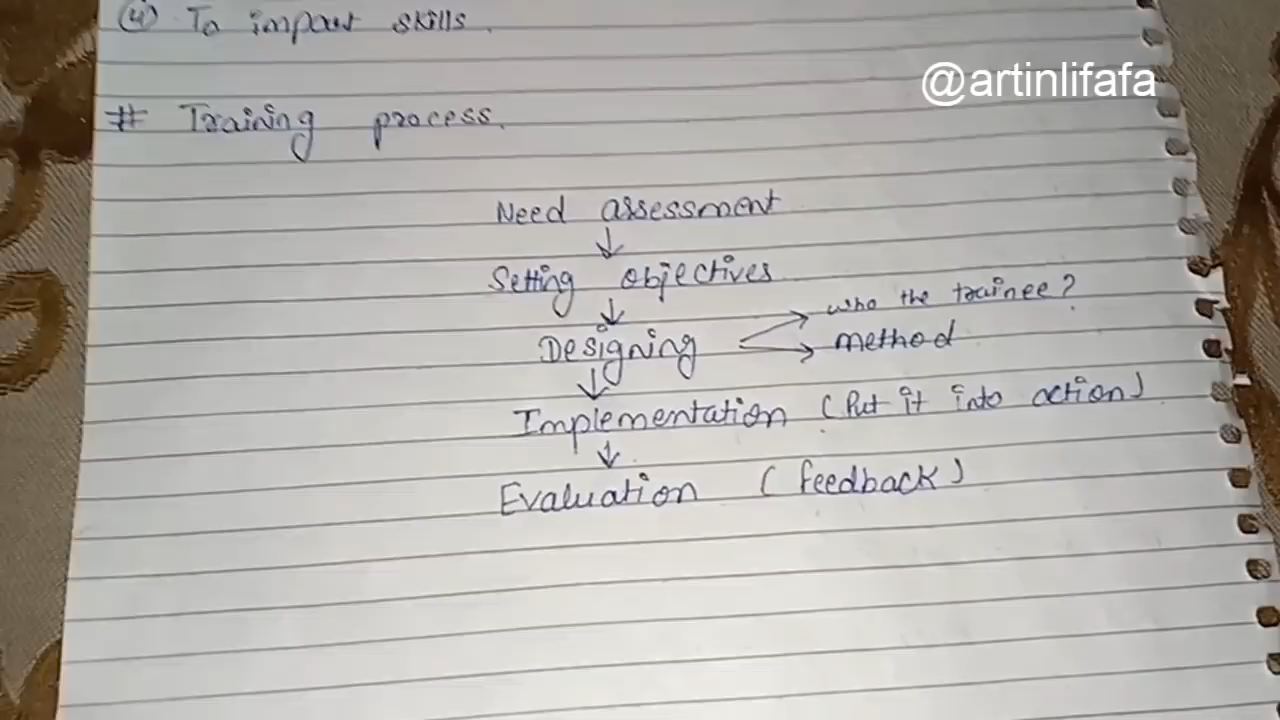 (4) To impart skills.
@artinlifafa
# Training process.
Need assessment
↓
Setting objectives
↓
Designing → who the trainee?
→ method
↓
Implementation (Put it into action)
↓
Evaluation (feedback)